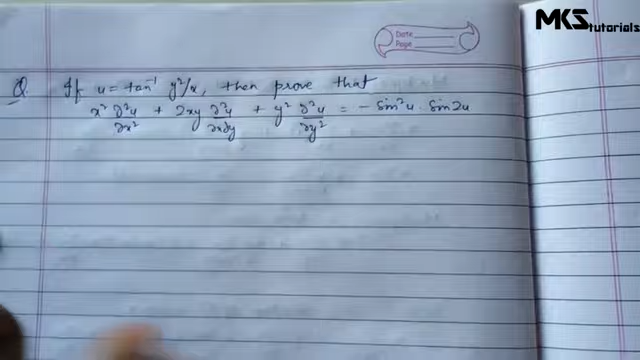 MKS tutorials
Date
Page
Q. If u = tan⁻¹ y²/x, then prove that
x² ∂²u/∂x² + 2xy ∂²u/∂x∂y + y² ∂²u/∂y² = - Sin²u. Sin2u